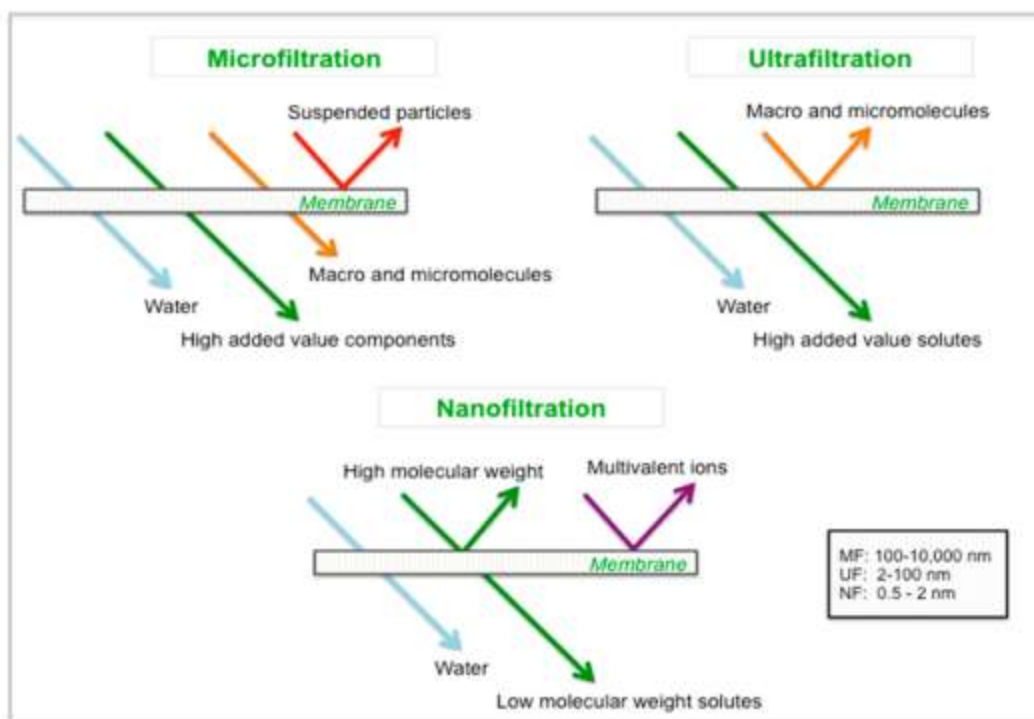 Microfiltration
Suspended particles
Membrane
Macro and micromolecules
Water
High added value components
Ultrafiltration
Macro and micromolecules
Membrane
Water
High added value solutes
Nanofiltration
High molecular weight
Multivalent ions
Membrane
Water
Low molecular weight solutes
MF: 100-10,000 nm
UF: 2-100 nm
NF: 0.5 - 2 nm